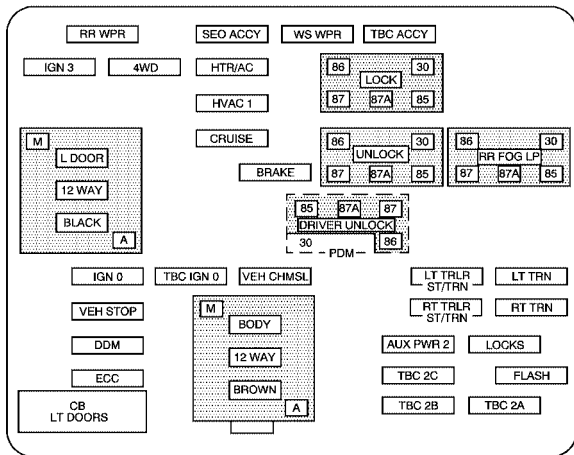 RR WPR SEO ACCY WS WPR TBC ACCY
IGN 3 4WD HTR/AC 86 30
LOCK
HVAC 1 87 87A 85
CRUISE 86 30 86 30
M
L DOOR UNLOCK RR FOG LP
BRAKE 87 87A 85 87 87A 85
12 WAY
85 87A 87
BLACK DRIVER UNLOCK
A 30 86
PDM
IGN 0 TBC IGN 0 VEH CHMSL LT TRLR ST/TRN LT TRN
M
VEH STOP BODY RT TRLR ST/TRN RT TRN
DDM 12 WAY AUX PWR 2 LOCKS
ECC BROWN TBC 2C FLASH
CB
LT DOORS A TBC 2B TBC 2A